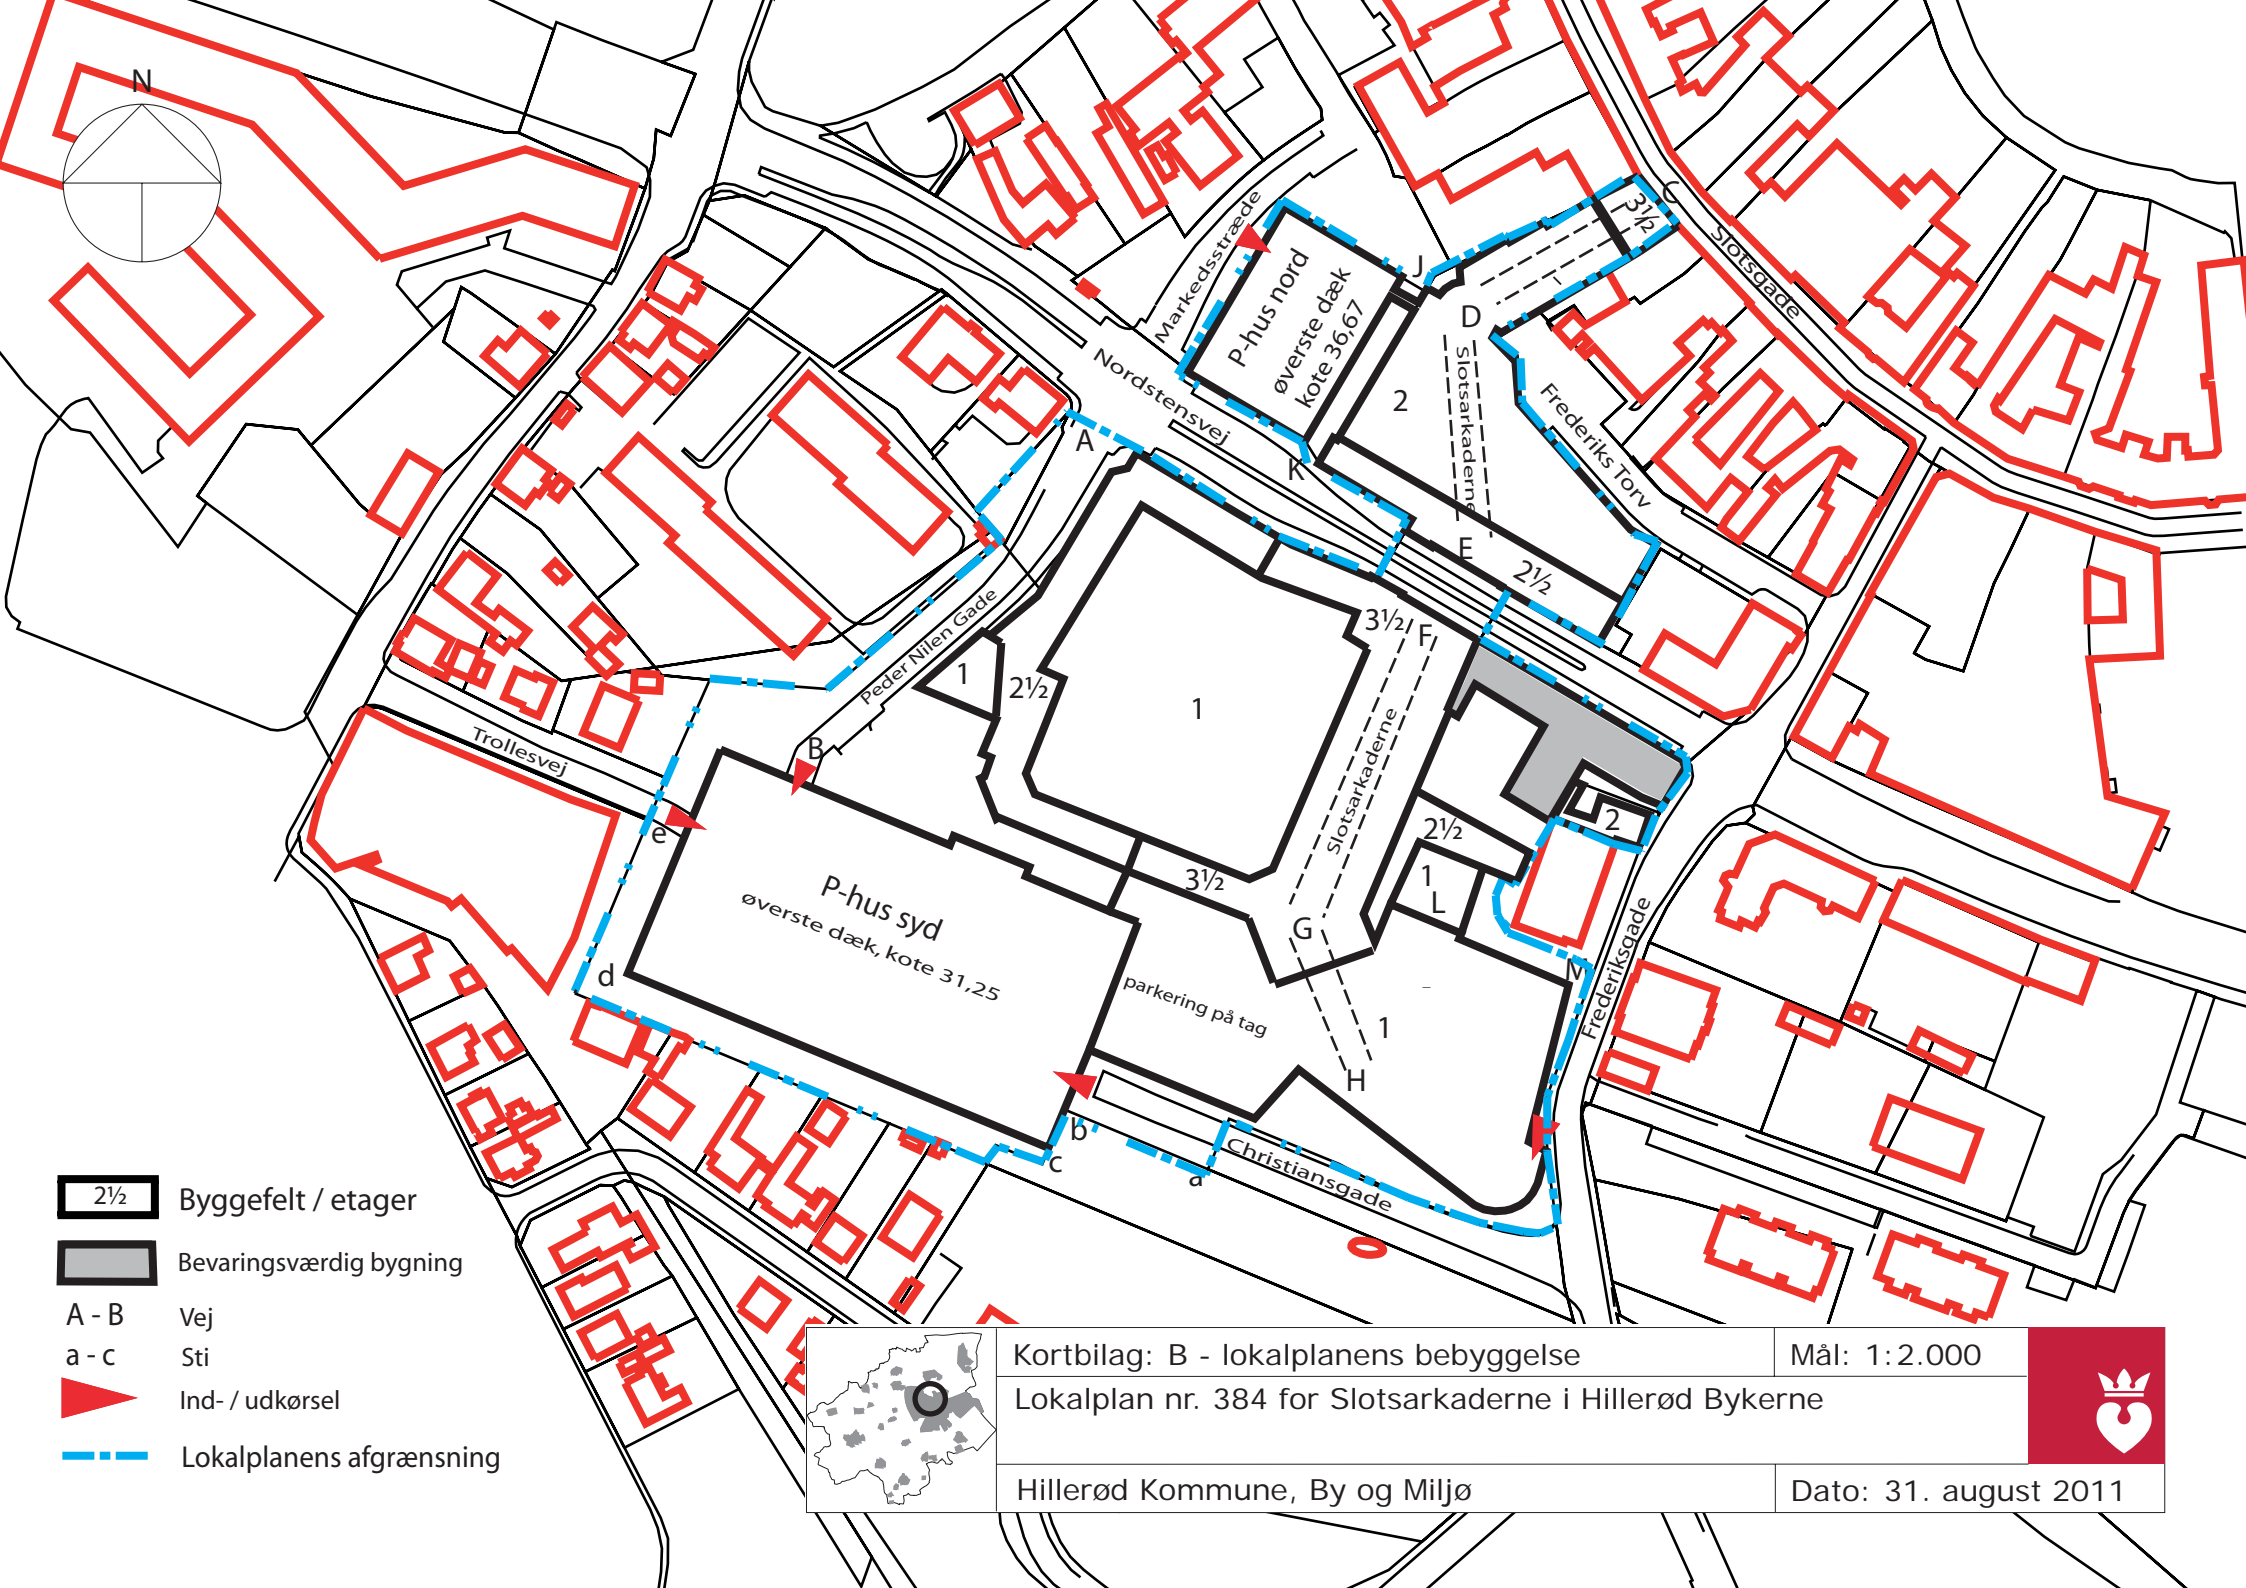 N
C
3½
Slotsgade
Markedsstræde
P-hus nord
øverste dæk
kote 36,67
J
D
2
Slotsarkaderne
Frederiks Torv
Nordstensvej
A
K
E
2½
Peder Nilen Gade
1
2½
1
3½
F
Slotsarkaderne
Trollesvej
B
e
2½
2
1
L
3½
P-hus syd
øverste dæk, kote 31,25
G
M
Frederiksgade
d
parkering på tag
1
H
b
c
a
Christiansgade
2½ Byggefelt / etager
Bevaringsværdig bygning
A - B Vej
a - c Sti
Ind- / udkørsel
Lokalplanens afgrænsning
Kortbilag: B - lokalplanens bebyggelse
Mål: 1:2.000
Lokalplan nr. 384 for Slotsarkaderne i Hillerød Bykerne
Hillerød Kommune, By og Miljø
Dato: 31. august 2011